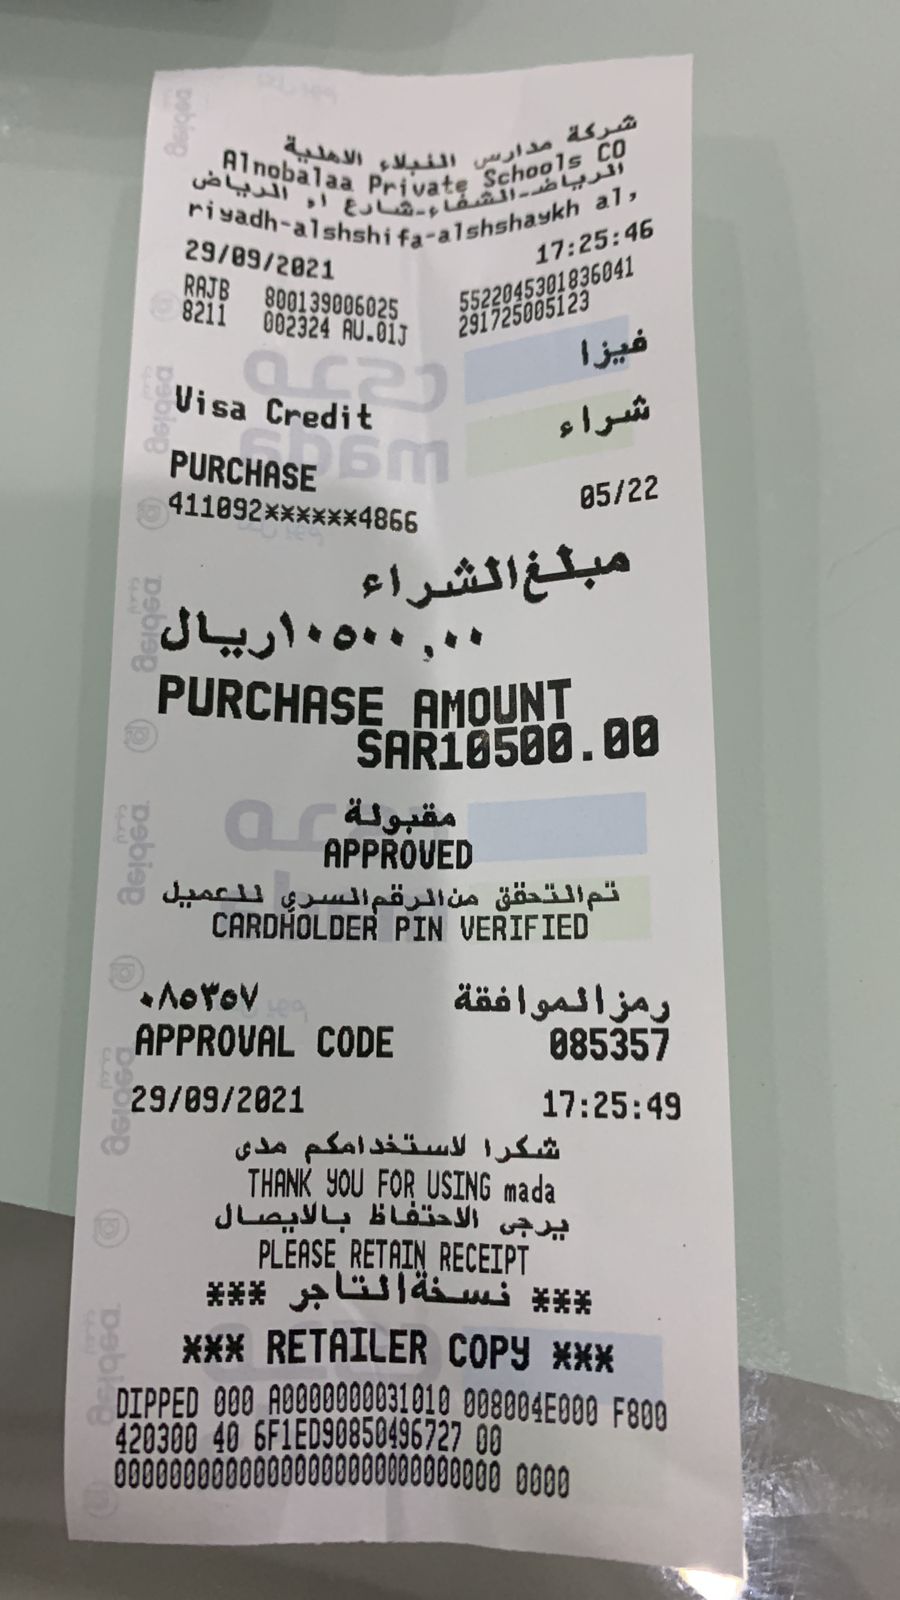 شركة مدارس النبلاء الاهلية
Alnobalaa Private Schools CO
الرياض-الشفاء-شارع ال الرياض
riyadh-alshshifa-alshshaykh al,
29/09/2021 17:25:46
RAJB 800139006025 5522045301836041
8211 002324 AU.01J 291725005123
فيزا
Visa Credit
شراء
PURCHASE
411092******4866 05/22
مبلغ الشراء
١٠٥٠٠,٠٠ ريال
PURCHASE AMOUNT
SAR10500.00
مقبولة
APPROVED
تم التحقق من الرقم السري للعميل
CARDHOLDER PIN VERIFIED
رمز الموافقة ٠٨٥٣٥٧
APPROVAL CODE 085357
29/09/2021 17:25:49
شكرا لاستخدامكم مدى
THANK YOU FOR USING mada
يرجى الاحتفاظ بالايصال
PLEASE RETAIN RECEIPT
*** نسخة التاجر ***
*** RETAILER COPY ***
DIPPED 000 A0000000031010 008004E000 F800
420300 40 6F1ED90850496727 00
00000000000000000000000000000 0000